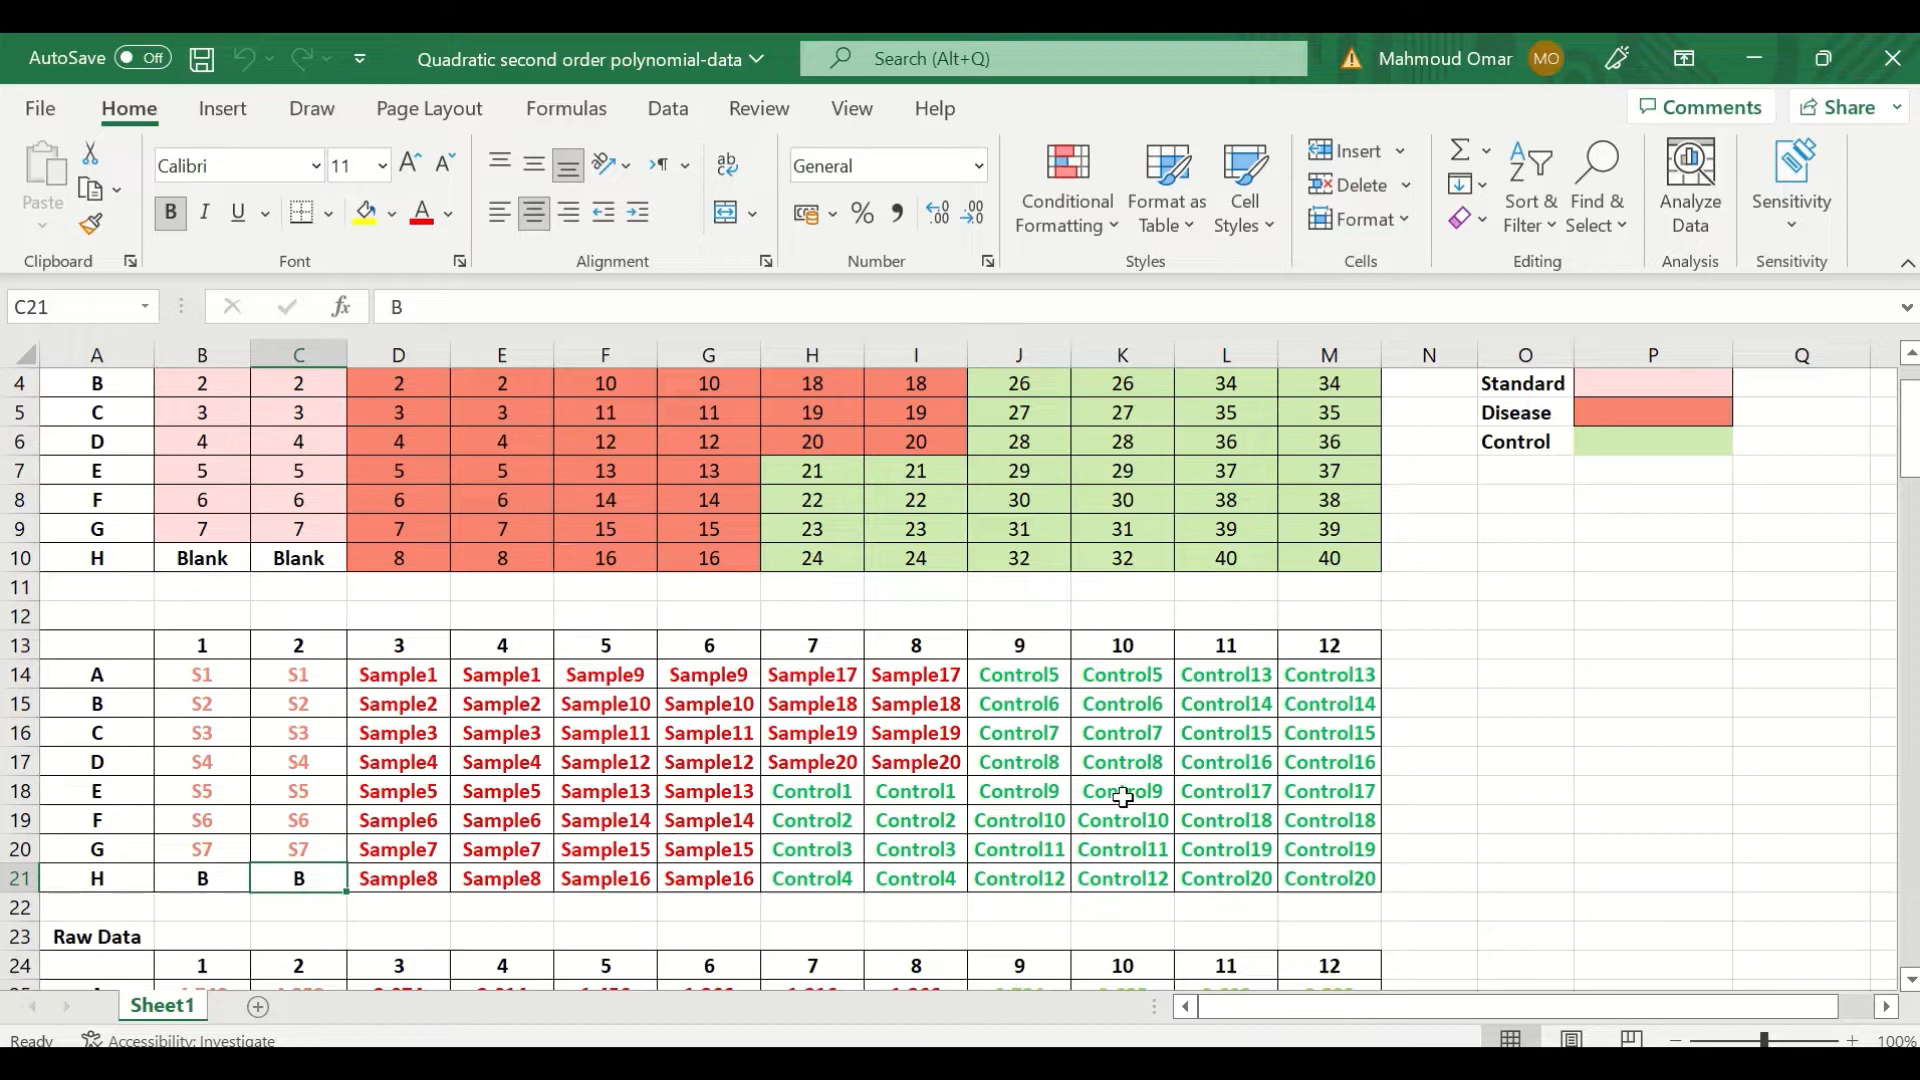 AutoSave Off Quadratic second order polynomial-data Search (Alt+Q) Mahmoud Omar MO
File Home Insert Draw Page Layout Formulas Data Review View Help Comments Share
Paste Calibri 11 A A ab General Conditional Formatting Format as Table Cell Styles Insert Delete Format Sort & Filter Find & Select Analyze Data Sensitivity
B I U A % 9 .00
Clipboard Font Alignment Number Styles Cells Editing Analysis Sensitivity
C21 fx B
A B C D E F G H I J K L M N O P Q
4 B 2 2 2 2 10 10 18 18 26 26 34 34 Standard
5 C 3 3 3 3 11 11 19 19 27 27 35 35 Disease
6 D 4 4 4 4 12 12 20 20 28 28 36 36 Control
7 E 5 5 5 5 13 13 21 21 29 29 37 37
8 F 6 6 6 6 14 14 22 22 30 30 38 38
9 G 7 7 7 7 15 15 23 23 31 31 39 39
10 H Blank Blank 8 8 16 16 24 24 32 32 40 40
11
12
13 1 2 3 4 5 6 7 8 9 10 11 12
14 A S1 S1 Sample1 Sample1 Sample9 Sample9 Sample17 Sample17 Control5 Control5 Control13 Control13
15 B S2 S2 Sample2 Sample2 Sample10 Sample10 Sample18 Sample18 Control6 Control6 Control14 Control14
16 C S3 S3 Sample3 Sample3 Sample11 Sample11 Sample19 Sample19 Control7 Control7 Control15 Control15
17 D S4 S4 Sample4 Sample4 Sample12 Sample12 Sample20 Sample20 Control8 Control8 Control16 Control16
18 E S5 S5 Sample5 Sample5 Sample13 Sample13 Control1 Control1 Control9 Control9 Control17 Control17
19 F S6 S6 Sample6 Sample6 Sample14 Sample14 Control2 Control2 Control10 Control10 Control18 Control18
20 G S7 S7 Sample7 Sample7 Sample15 Sample15 Control3 Control3 Control11 Control11 Control19 Control19
21 H B B Sample8 Sample8 Sample16 Sample16 Control4 Control4 Control12 Control12 Control20 Control20
22
23 Raw Data
24 1 2 3 4 5 6 7 8 9 10 11 12
Sheet1
Ready Accessibility: Investigate 100%